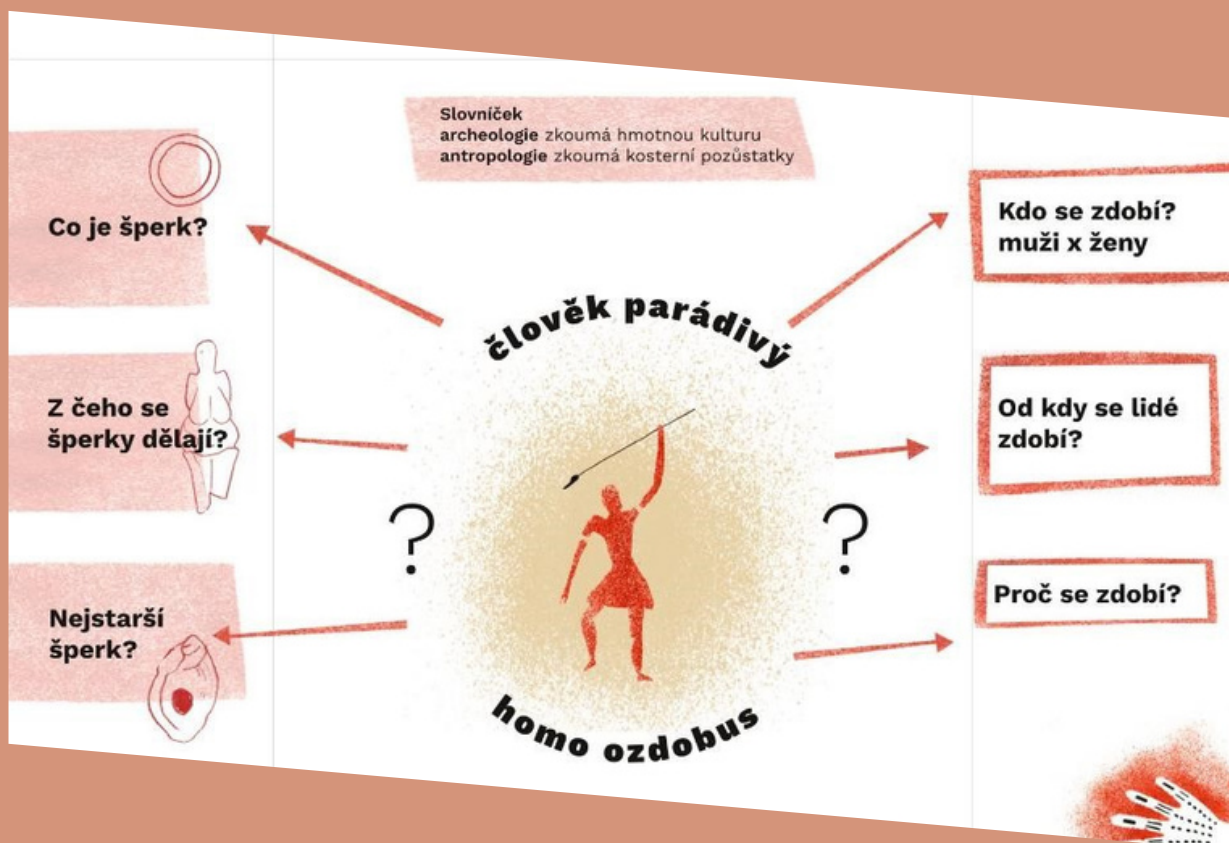 Slovníček
archeologie zkoumá hmotnou kulturu
antropologie zkoumá kosterní pozůstatky
Co je šperk?
Z čeho se
šperky dělají?
Nejstarší
šperk?
člověk parádivý
?
?
homo ozdobus
Kdo se zdobí?
muži x ženy
Od kdy se lidé
zdobí?
Proč se zdobí?